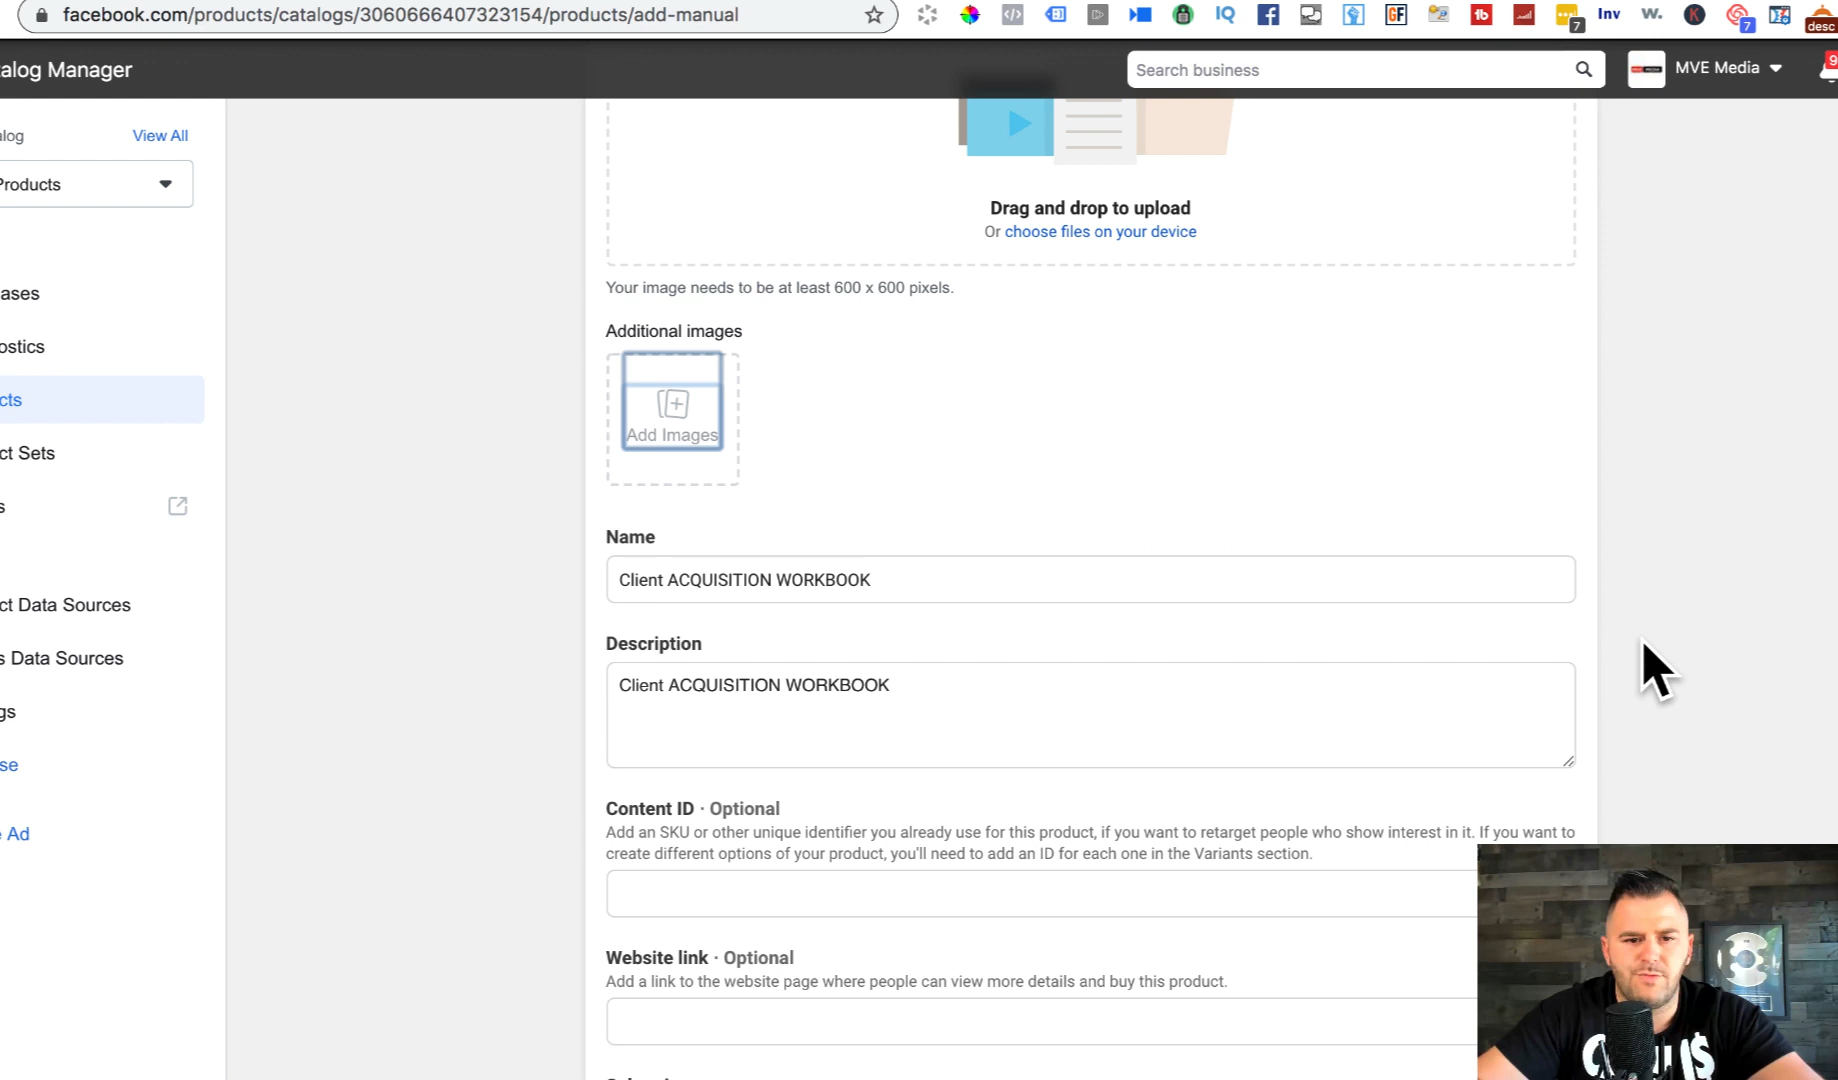 facebook.com/products/catalogs/3060666407323154/products/add-manual
IQ
GF
tb
7
Inv
w.
K
7
desc
alog Manager
Search business
MVE Media
9
alog
View All
Products
Drag and drop to upload
Or choose files on your device
Your image needs to be at least 600 x 600 pixels.
ases
Additional images
ostics
cts
Add Images
ct Sets
s
Name
Client ACQUISITION WORKBOOK
ct Data Sources
Description
s Data Sources
Client ACQUISITION WORKBOOK
gs
se
Content ID · Optional
e Ad
Add an SKU or other unique identifier you already use for this product, if you want to retarget people who show interest in it. If you want to
create different options of your product, you'll need to add an ID for each one in the Variants section.
Website link · Optional
Add a link to the website page where people can view more details and buy this product.